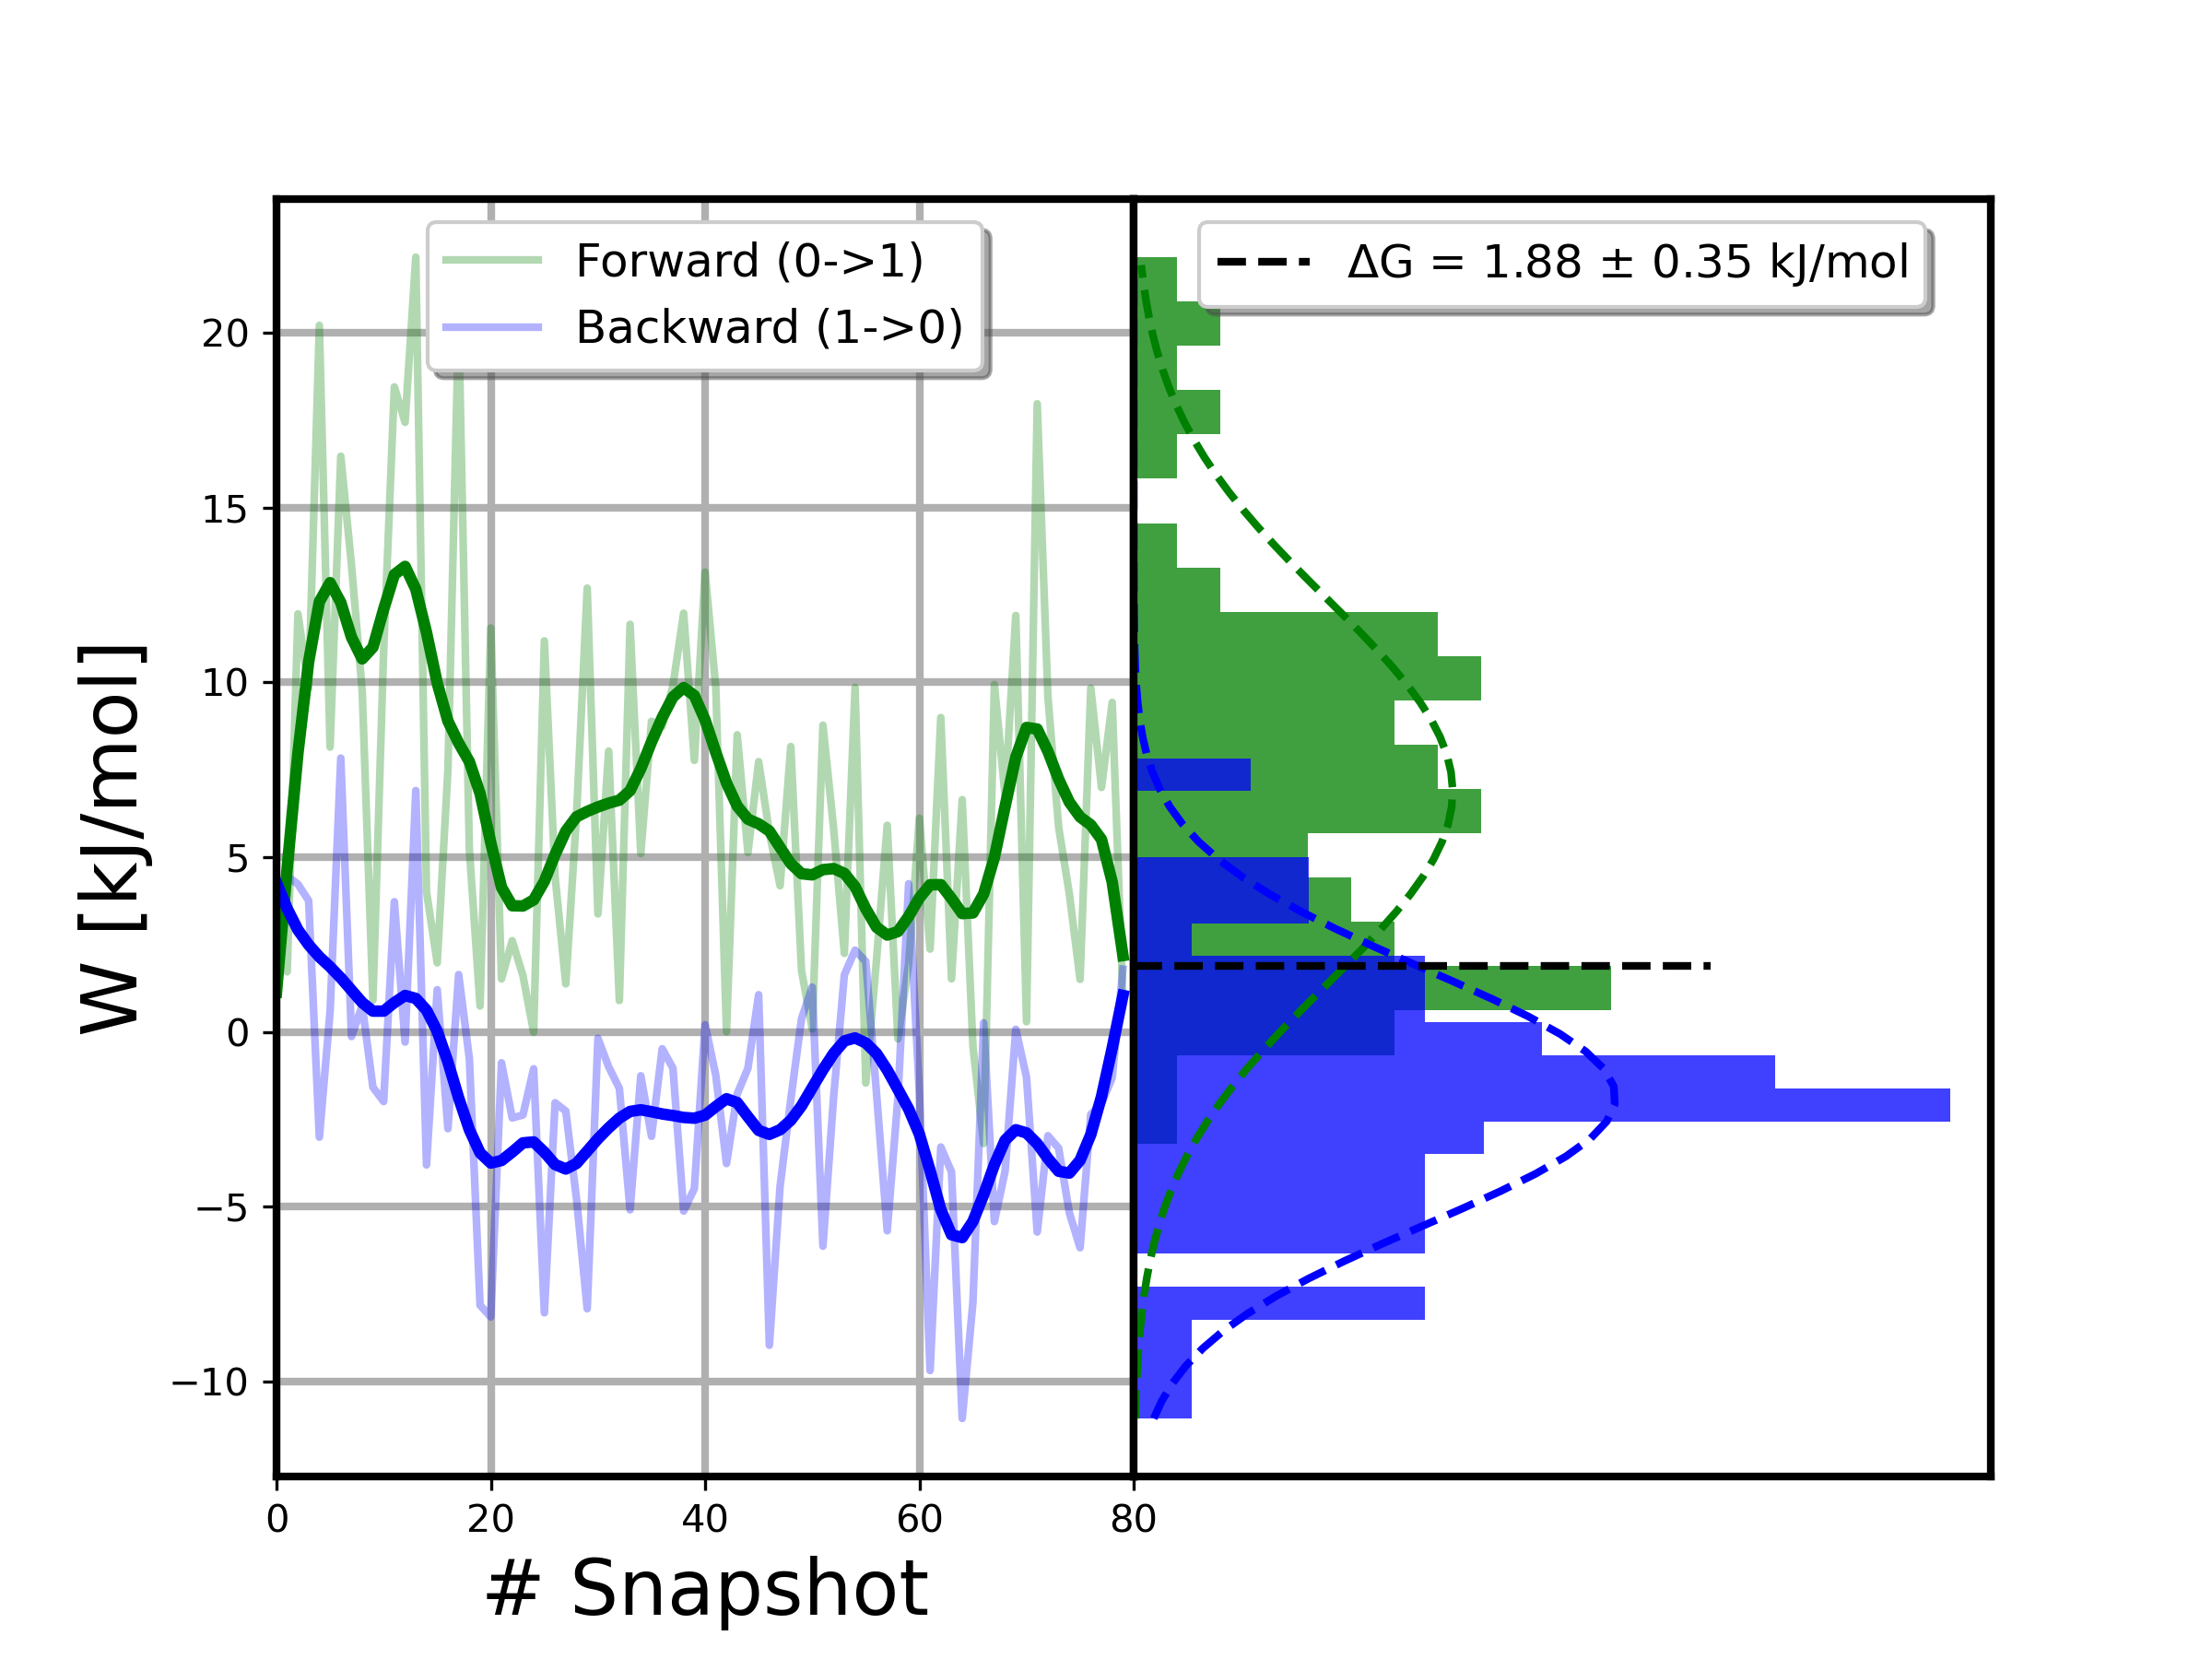 Forward (0->1)
Backward (1->0)
ΔG = 1.88 ± 0.35 kJ/mol
W [kJ/mol]
20
15
10
5
0
−5
−10
0 20 40 60 80
# Snapshot